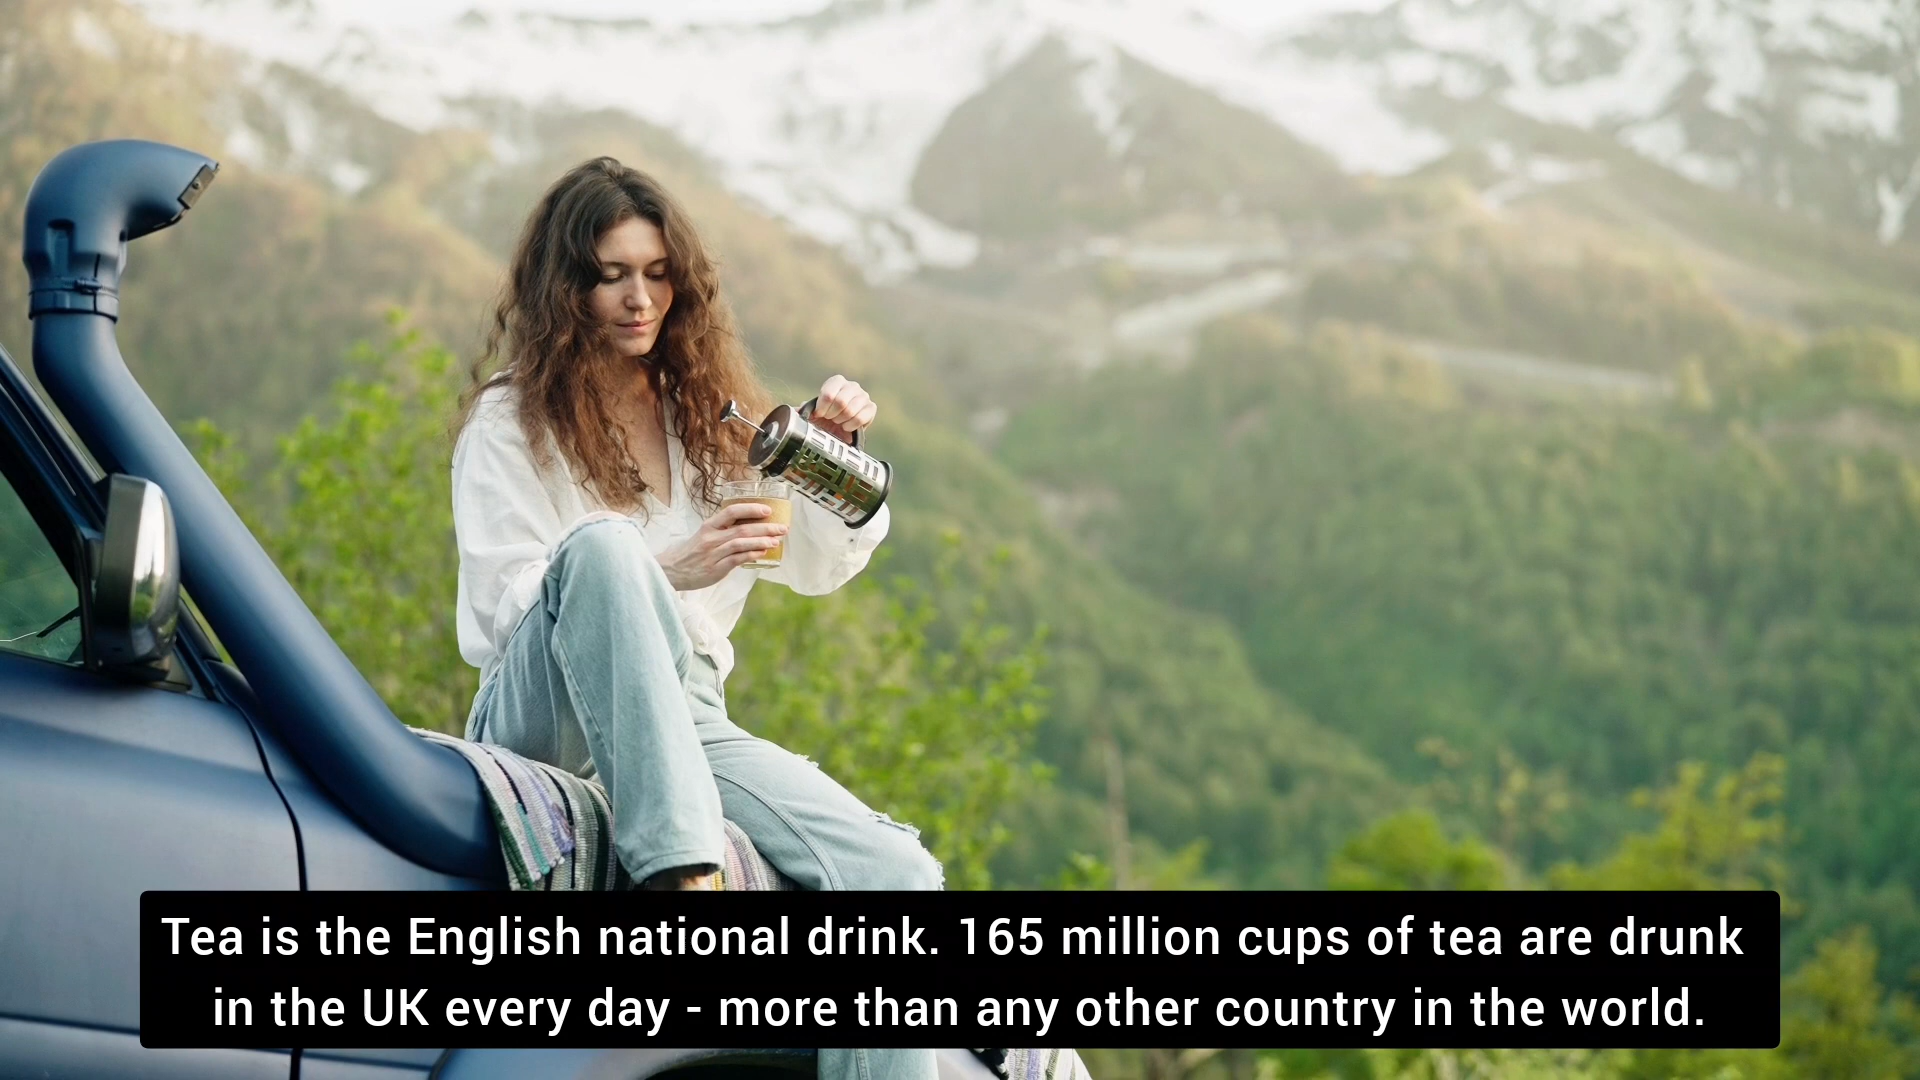 Tea is the English national drink. 165 million cups of tea are drunk
in the UK every day - more than any other country in the world.